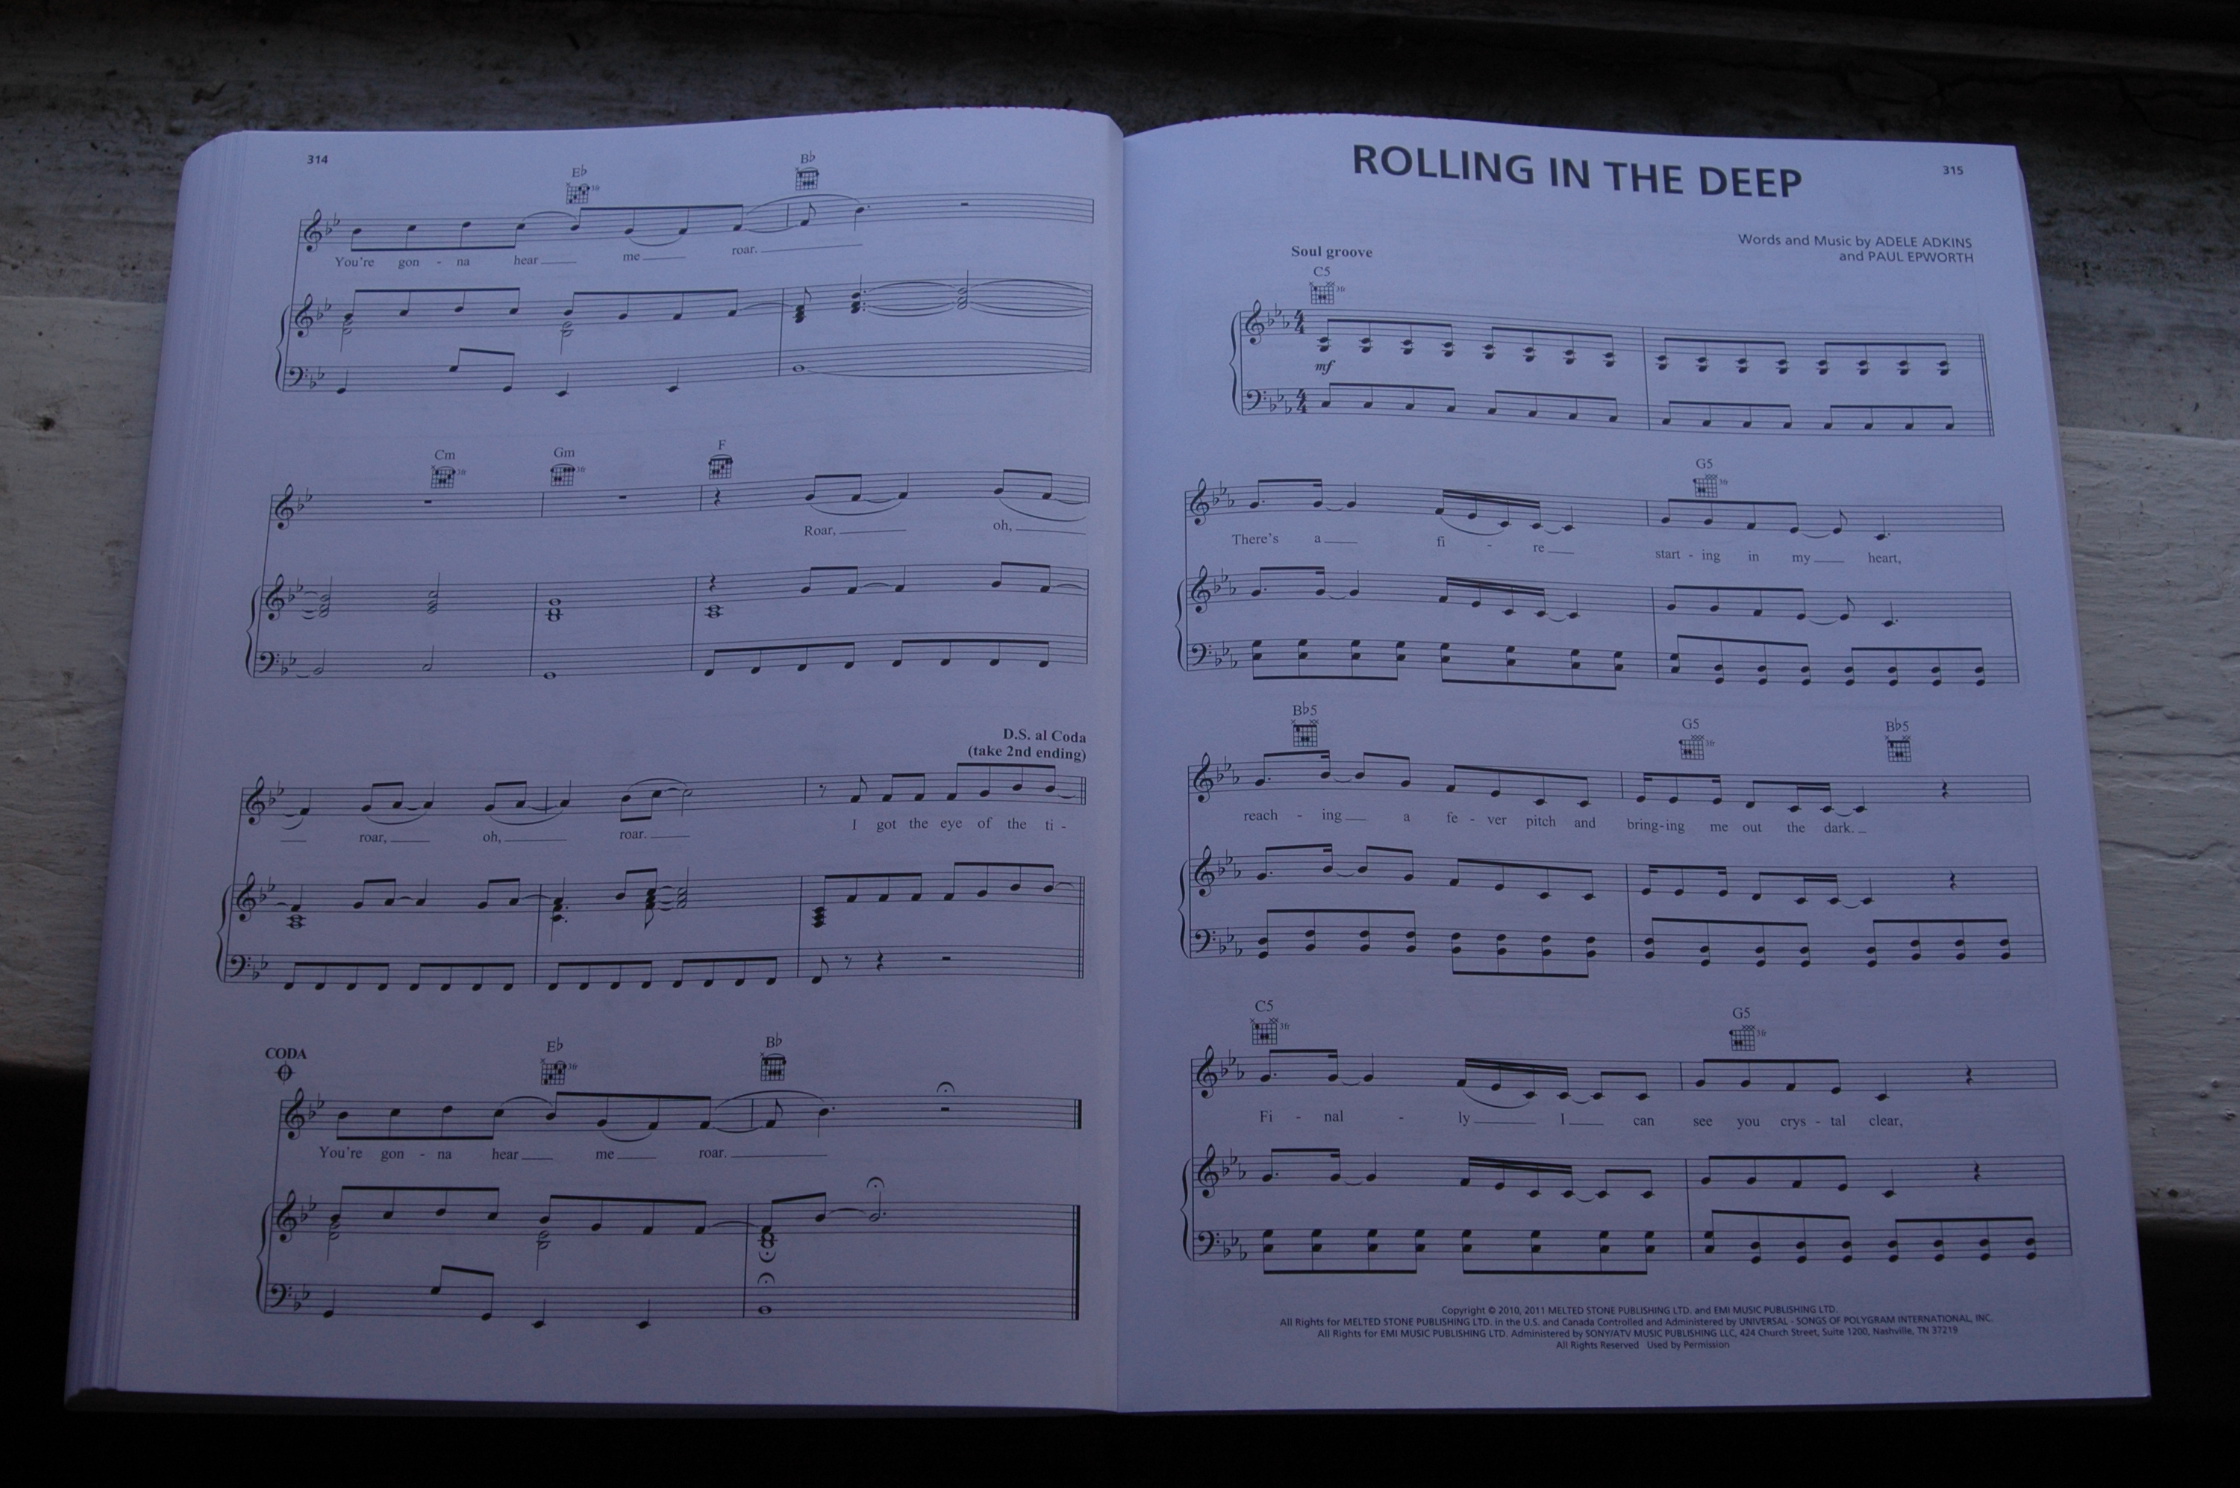 314
E♭ B♭
You're gon - na hear me roar.
Cm Gm F
Roar, oh,
D.S. al Coda
(take 2nd ending)
roar, oh, roar. I got the eye of the ti -
CODA
E♭ B♭
You're gon - na hear me roar.
ROLLING IN THE DEEP
315
Words and Music by ADELE ADKINS
and PAUL EPWORTH
Soul groove
C5
3fr
mf
G5
3fr
There's a fi - re start - ing in my heart,
B♭5 G5 B♭5
3fr
reach - ing a fe - ver pitch and bring-ing me out the dark.
C5 G5
3fr 3fr
Fi - nal - ly I can see you crys - tal clear,
Copyright © 2010, 2011 MELTED STONE PUBLISHING LTD. and EMI MUSIC PUBLISHING LTD.
All Rights for MELTED STONE PUBLISHING LTD. in the U.S. and Canada Controlled and Administered by UNIVERSAL - SONGS OF POLYGRAM INTERNATIONAL, INC.
All Rights for EMI MUSIC PUBLISHING LTD. Administered by SONY/ATV MUSIC PUBLISHING LLC, 424 Church Street, Suite 1200, Nashville, TN 37219
All Rights Reserved Used by Permission